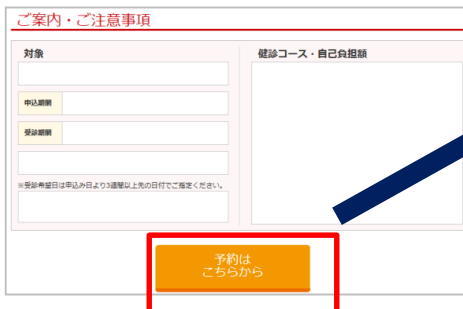 ご案内・ご注意事項
対象
申込期間
受診期間
※受診希望日は申込み日より3週間以上先の日付でご指定ください。
健診コース・自己負担額
予約は
こちらから